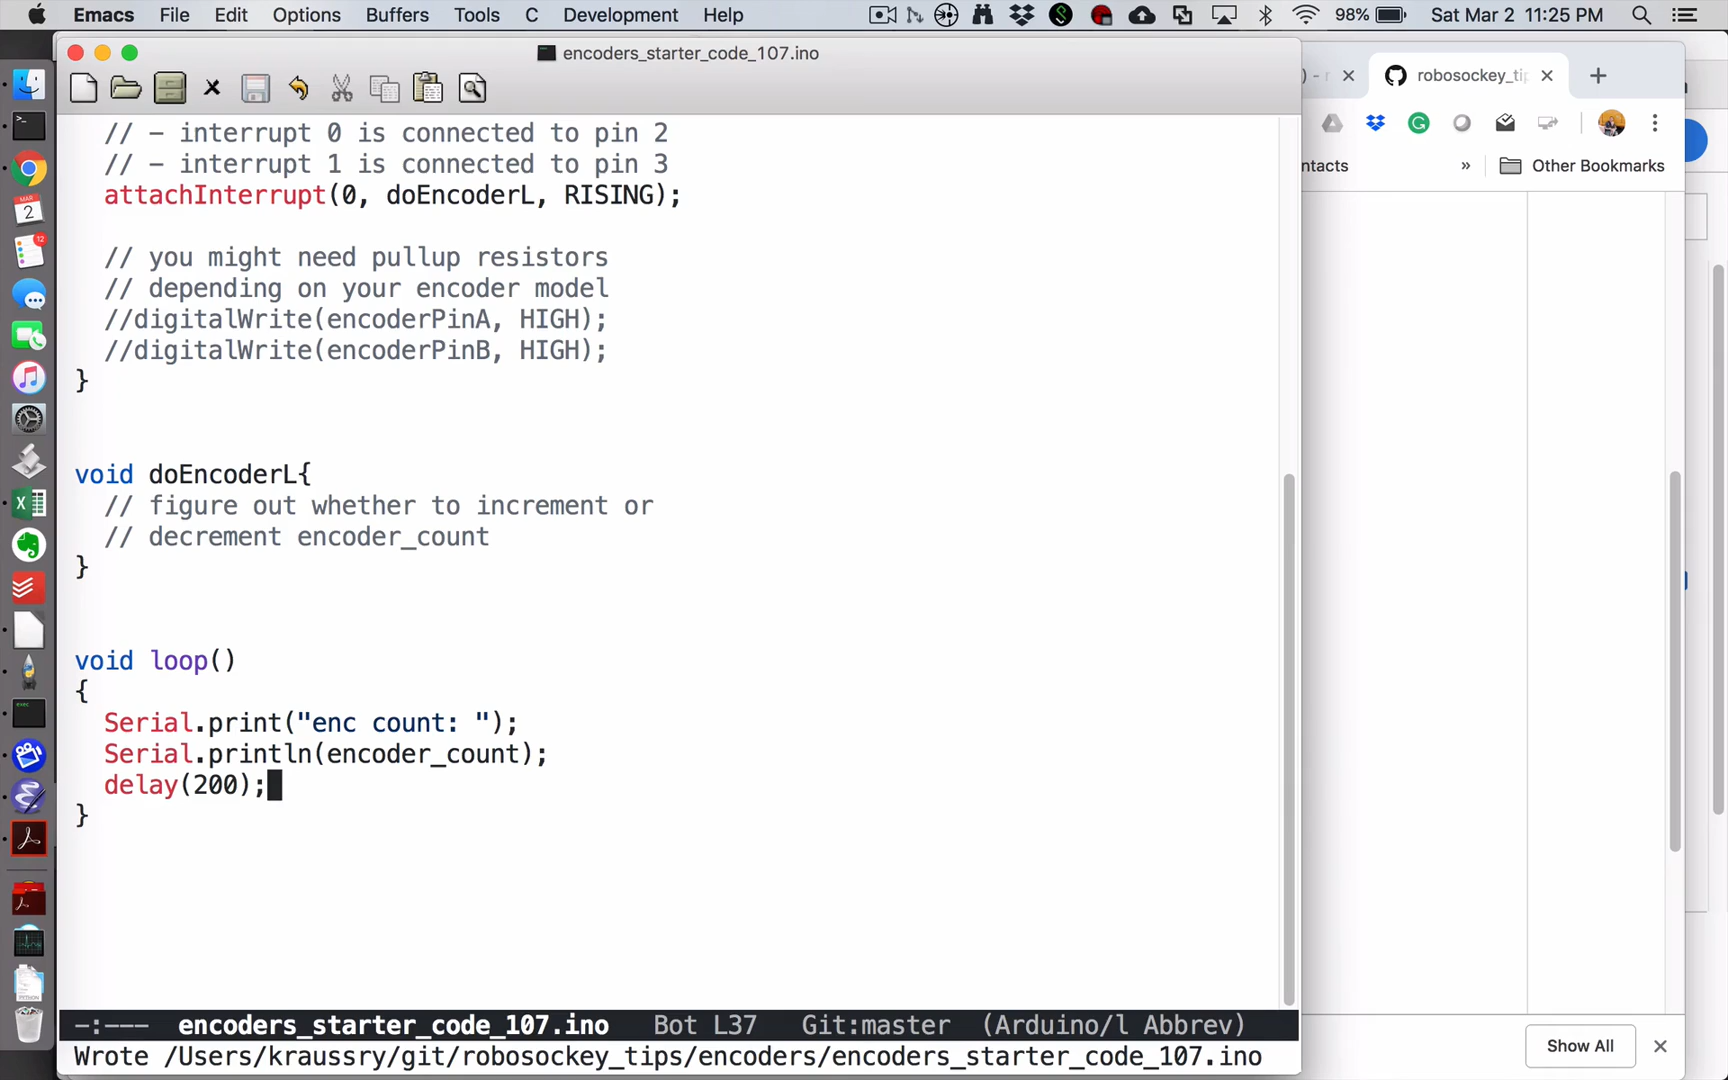 Emacs File Edit Options Buffers Tools C Development Help 98% Sat Mar 2 11:25 PM
encoders_starter_code_107.ino
robosockey_tip
ntacts » Other Bookmarks
// - interrupt 0 is connected to pin 2
// - interrupt 1 is connected to pin 3
attachInterrupt(0, doEncoderL, RISING);
// you might need pullup resistors
// depending on your encoder model
//digitalWrite(encoderPinA, HIGH);
//digitalWrite(encoderPinB, HIGH);
}
void doEncoderL{
// figure out whether to increment or
// decrement encoder_count
}
void loop()
{
Serial.print("enc count: ");
Serial.println(encoder_count);
delay(200);
}
-:--- encoders_starter_code_107.ino Bot L37 Git:master (Arduino/l Abbrev)
Wrote /Users/kraussry/git/robosockey_tips/encoders/encoders_starter_code_107.ino
Show All
MAR
2
12